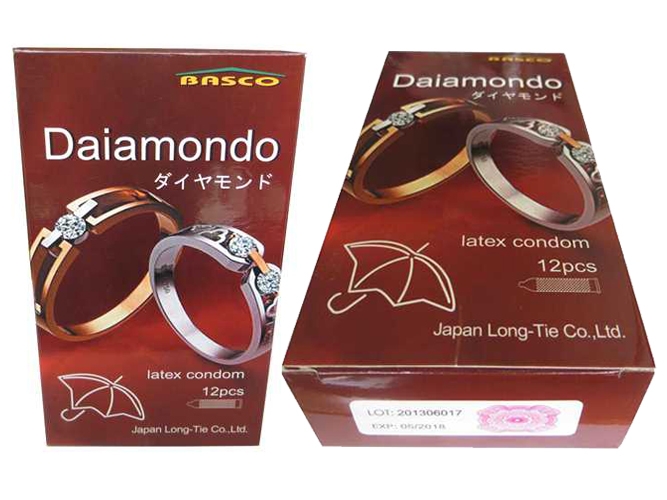 BASCO
Daiamondo
ダイヤモンド
latex condom
12pcs
Japan Long-Tie Co.,Ltd.
BASCO
Daiamondo
ダイヤモンド
latex condom
12pcs
Japan Long-Tie Co.,Ltd.
LOT: 201306017
EXP: 05/2018